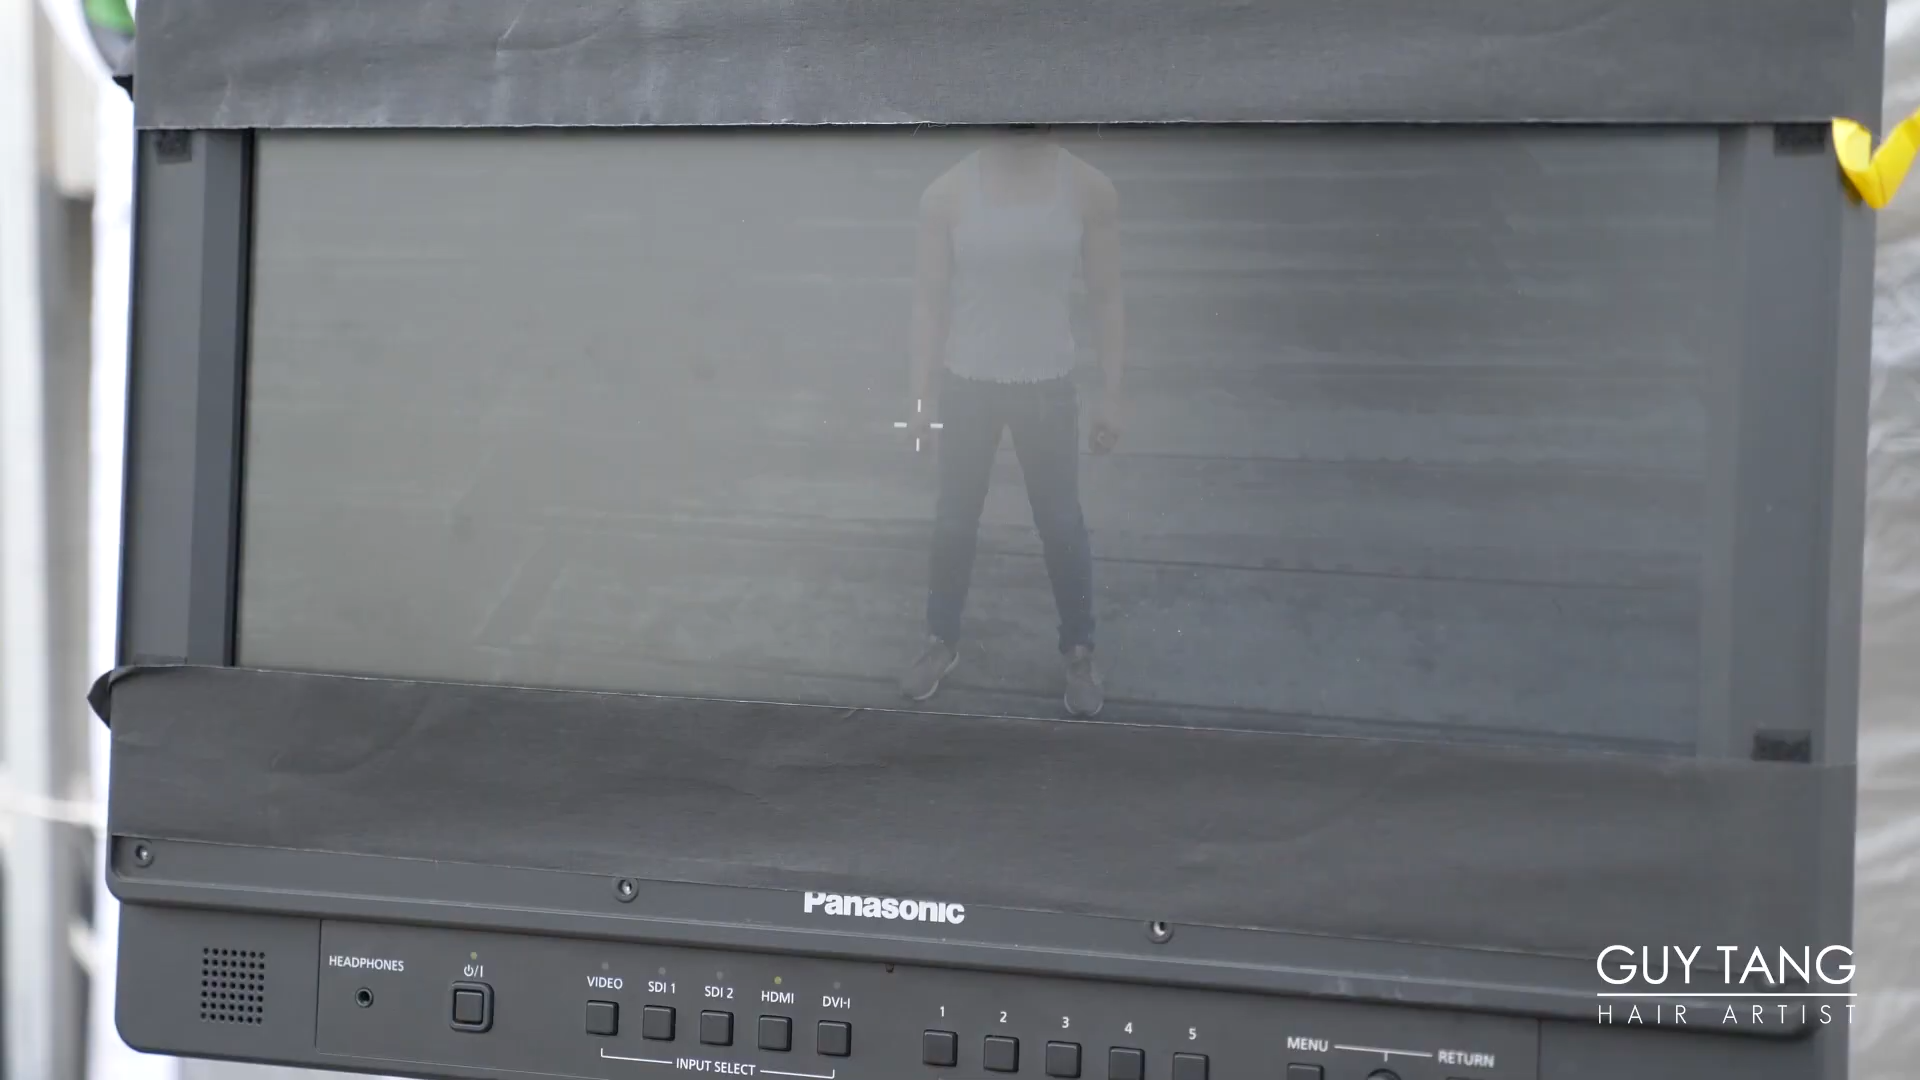 Panasonic
HEADPHONES
⏻/I
VIDEO
SDI 1
SDI 2
HDMI
DVI-I
INPUT SELECT
1
2
3
4
5
MENU
RETURN
GUY TANG
HAIR ARTIST